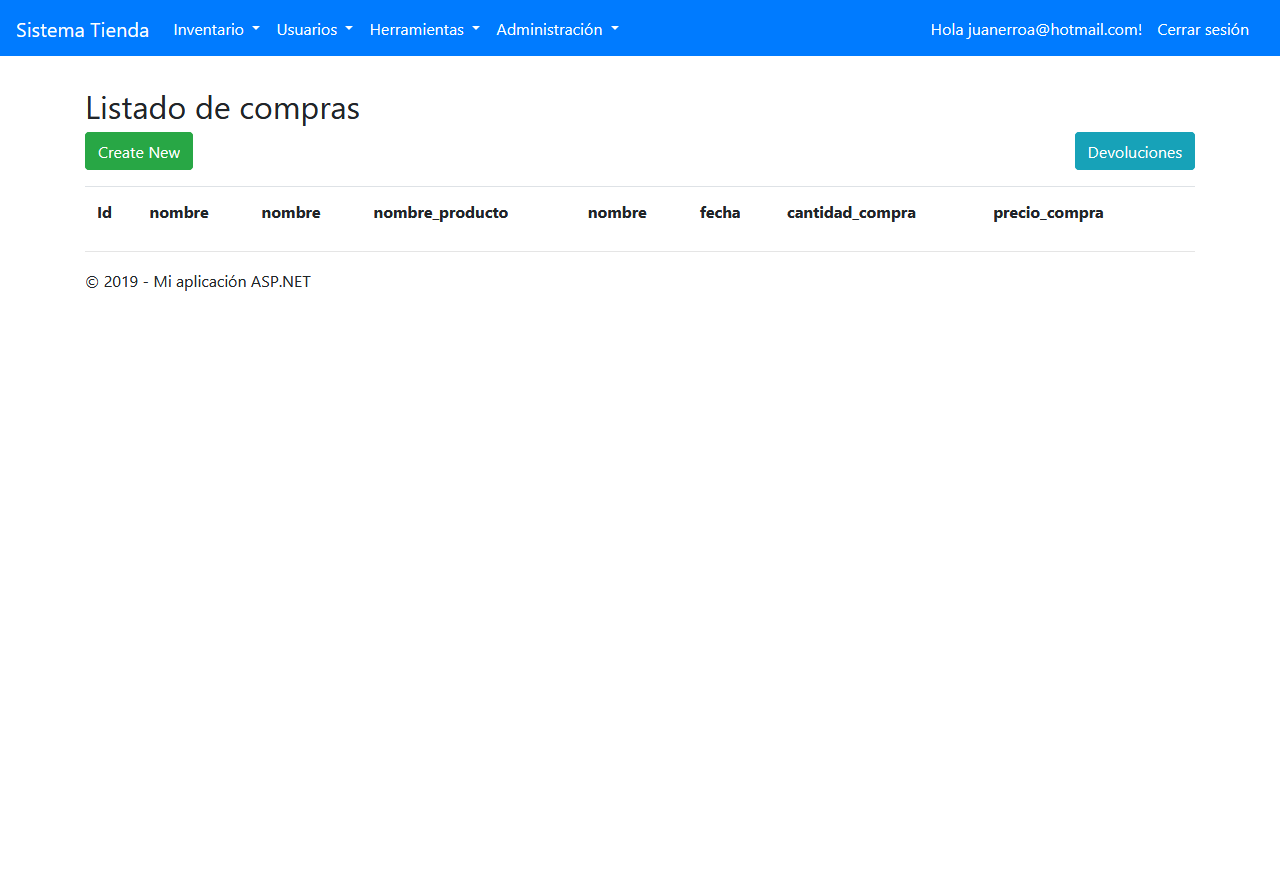 Sistema Tienda Inventario Usuarios Herramientas Administración Hola juanerroa@hotmail.com! Cerrar sesión
Listado de compras
Create New Devoluciones
Id nombre nombre nombre_producto nombre fecha cantidad_compra precio_compra
© 2019 - Mi aplicación ASP.NET